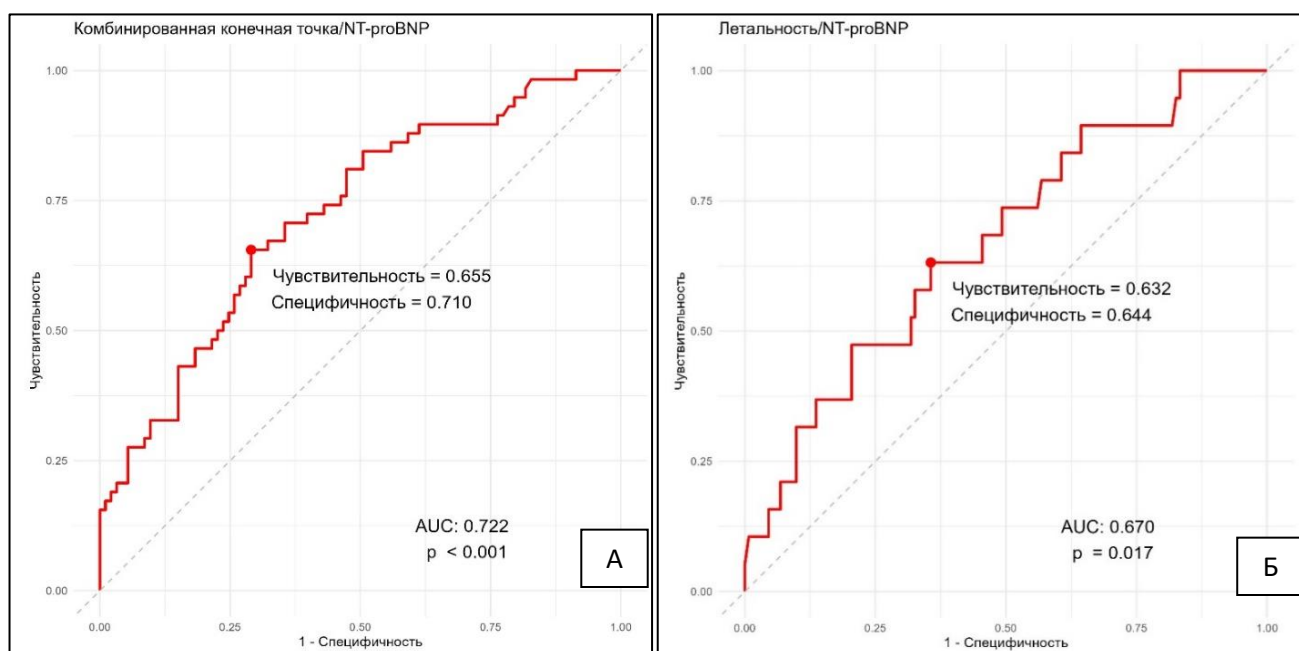 Комбинированная конечная точка/NT-proBNP
1.00
0.75
0.50
0.25
0.00
Чувствительность
Чувствительность = 0.655
Специфичность = 0.710
AUC: 0.722
p < 0.001
А
0.00
0.25
0.50
0.75
1.00
1 - Специфичность
Летальность/NT-proBNP
1.00
0.75
0.50
0.25
0.00
Чувствительность
Чувствительность = 0.632
Специфичность = 0.644
AUC: 0.670
p = 0.017
Б
0.00
0.25
0.50
0.75
1.00
1 - Специфичность